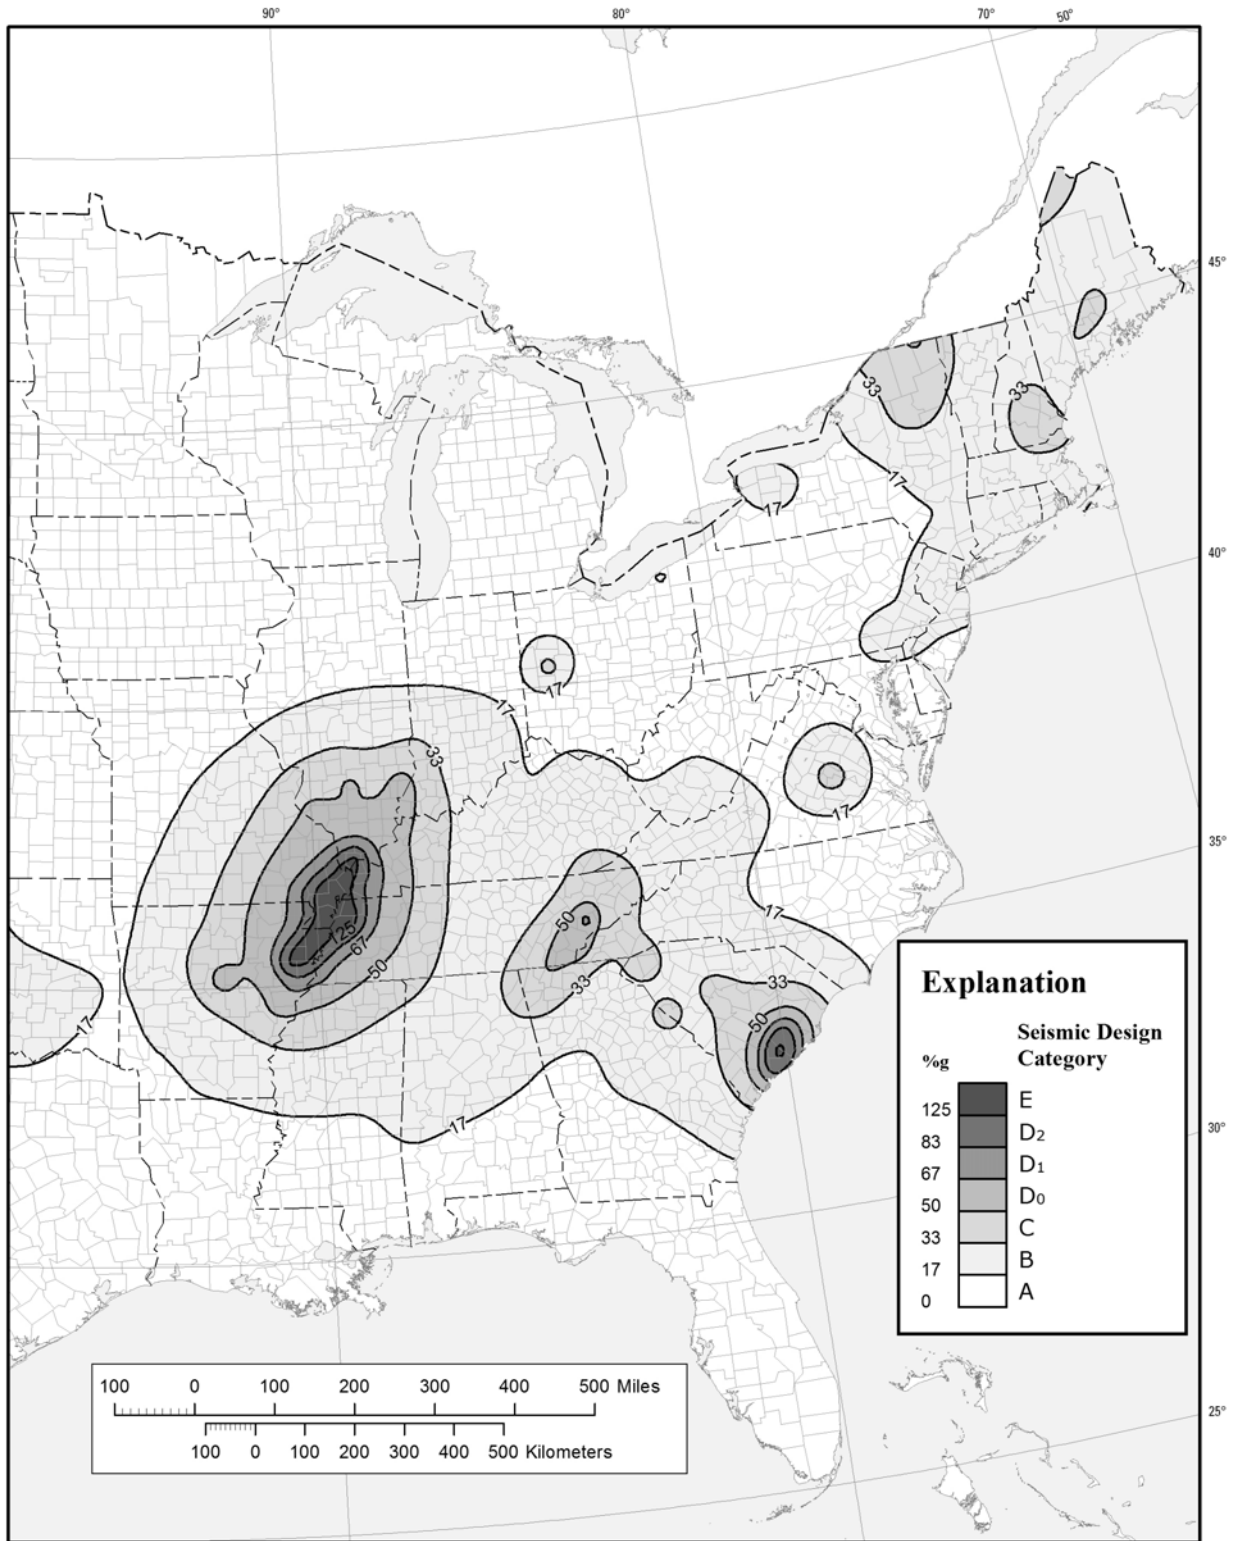 90° 80° 70° 50°
45°
33
33
17
17
40°
17
17
33
17
35°
50
125
67
50
17
33
33
50
17
17
30°
25°
Explanation
Seismic Design
%g Category
125 E
83 D₂
67 D₁
50 D₀
33 C
17 B
0 A
100 0 100 200 300 400 500 Miles
100 0 100 200 300 400 500 Kilometers